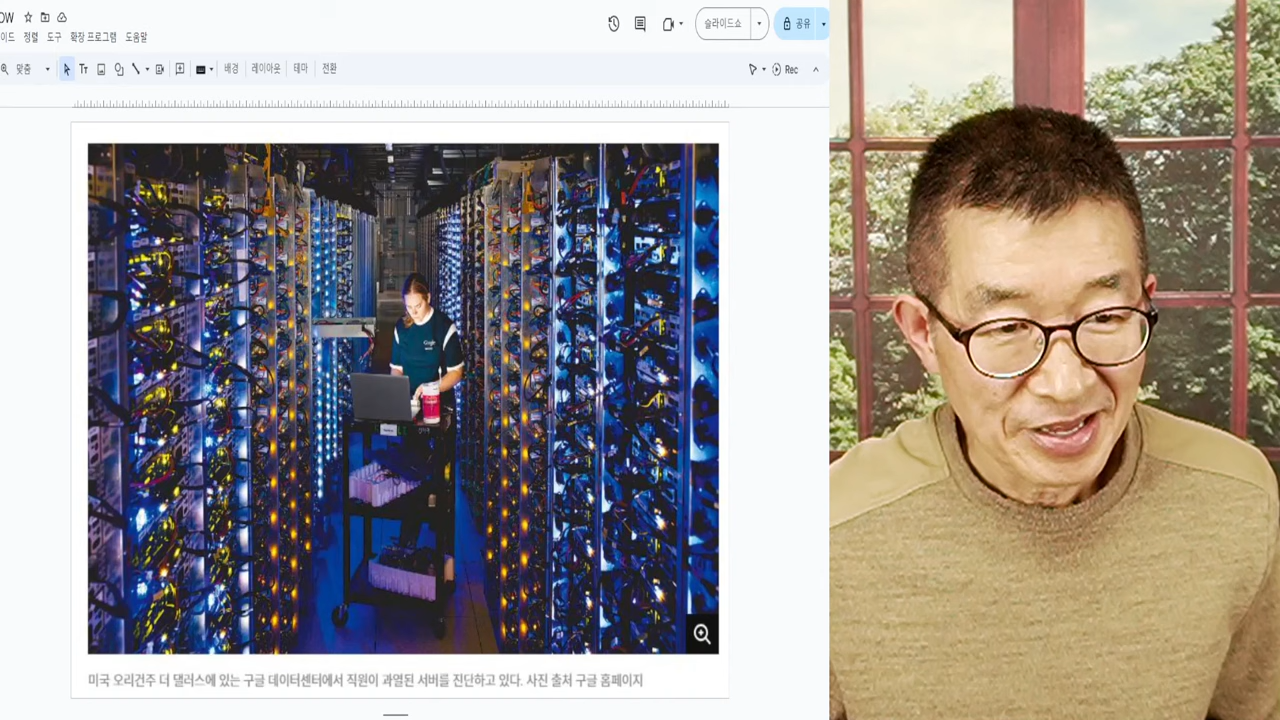 OW
이드 정렬 도구 확장 프로그램 도움말
슬라이드쇼
공유
맞춤
Tr
배경 레이아웃 테마 전환
Rec
Google
미국 오리건주 더 댈러스에 있는 구글 데이터센터에서 직원이 과열된 서버를 진단하고 있다. 사진 출처 구글 홈페이지